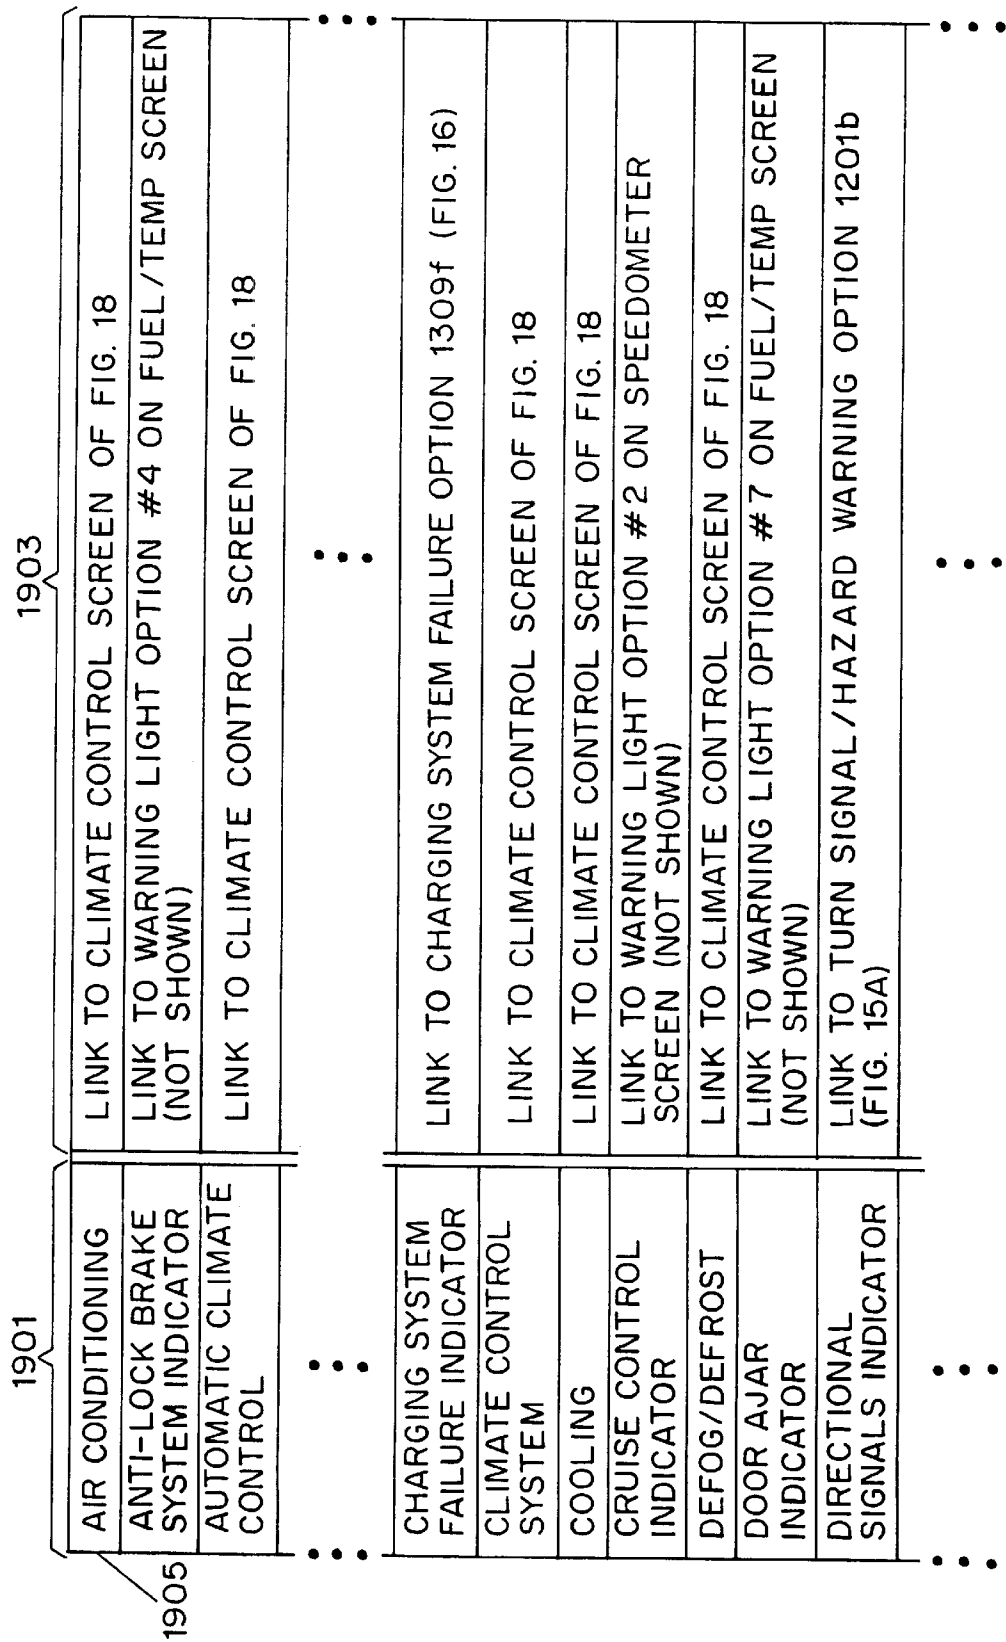 1901
1903
1905
AIR CONDITIONING
LINK TO CLIMATE CONTROL SCREEN OF FIG. 18
ANTI-LOCK BRAKE
SYSTEM INDICATOR
LINK TO WARNING LIGHT OPTION #4 ON FUEL/TEMP SCREEN
(NOT SHOWN)
AUTOMATIC CLIMATE
CONTROL
LINK TO CLIMATE CONTROL SCREEN OF FIG. 18
CHARGING SYSTEM
FAILURE INDICATOR
LINK TO CHARGING SYSTEM FAILURE OPTION 1309f (FIG. 16)
CLIMATE CONTROL
SYSTEM
LINK TO CLIMATE CONTROL SCREEN OF FIG. 18
COOLING
LINK TO CLIMATE CONTROL SCREEN OF FIG. 18
CRUISE CONTROL
INDICATOR
LINK TO WARNING LIGHT OPTION #2 ON SPEEDOMETER
SCREEN (NOT SHOWN)
DEFOG/DEFROST
LINK TO CLIMATE CONTROL SCREEN OF FIG. 18
DOOR AJAR
INDICATOR
LINK TO WARNING LIGHT OPTION #7 ON FUEL/TEMP SCREEN
(NOT SHOWN)
DIRECTIONAL
SIGNALS INDICATOR
LINK TO TURN SIGNAL/HAZARD WARNING OPTION 1201b
(FIG. 15A)